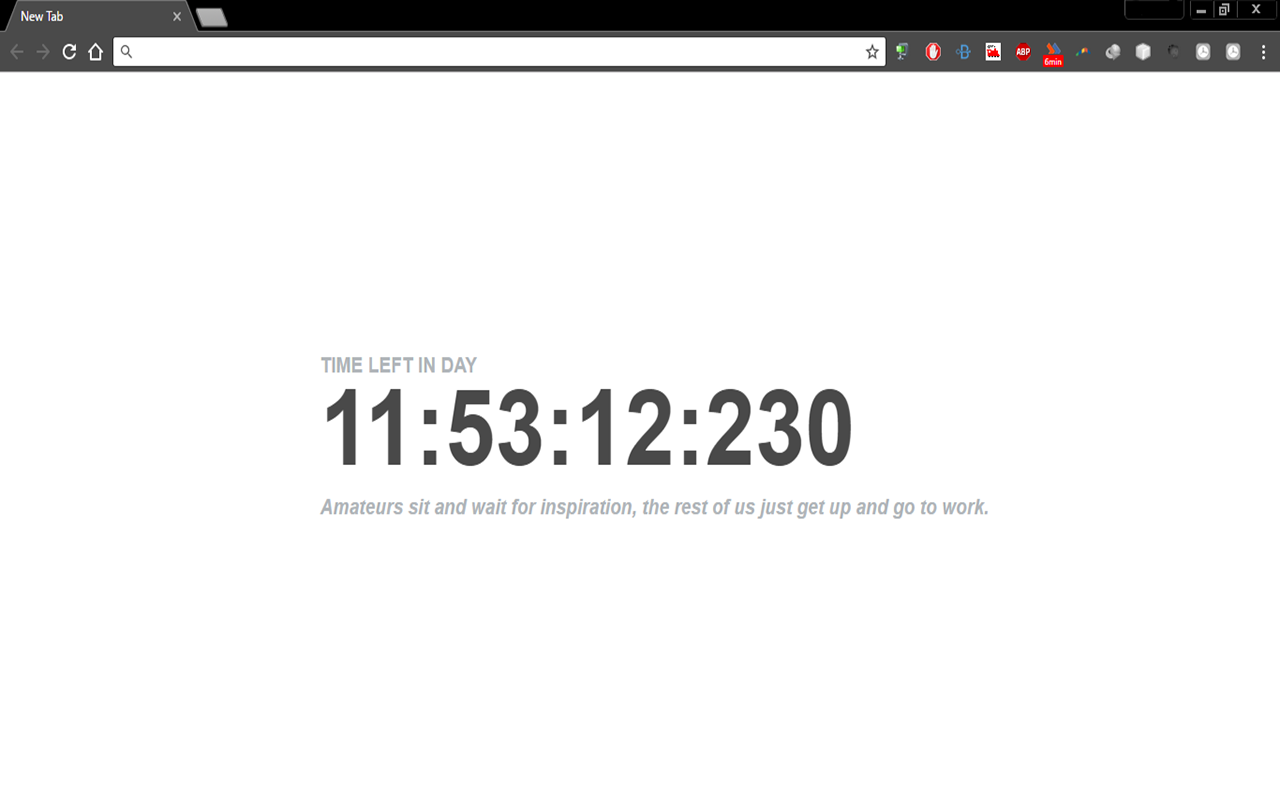 New Tab
ABP
6min
TIME LEFT IN DAY
11:53:12:230
Amateurs sit and wait for inspiration, the rest of us just get up and go to work.